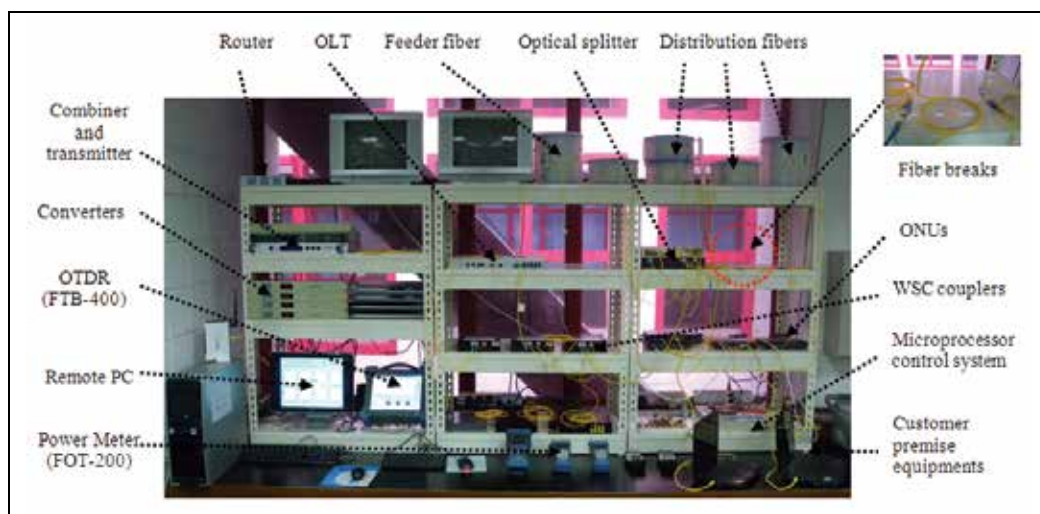 Router
OLT
Feeder fiber
Optical splitter
Distribution fibers
Combiner
and
transmitter
Fiber breaks
Converters
ONUs
OTDR
(FTB-400)
WSC couplers
Microprocessor
control system
Remote PC
Power Meter
(FOT-200)
Customer
premise
equipments